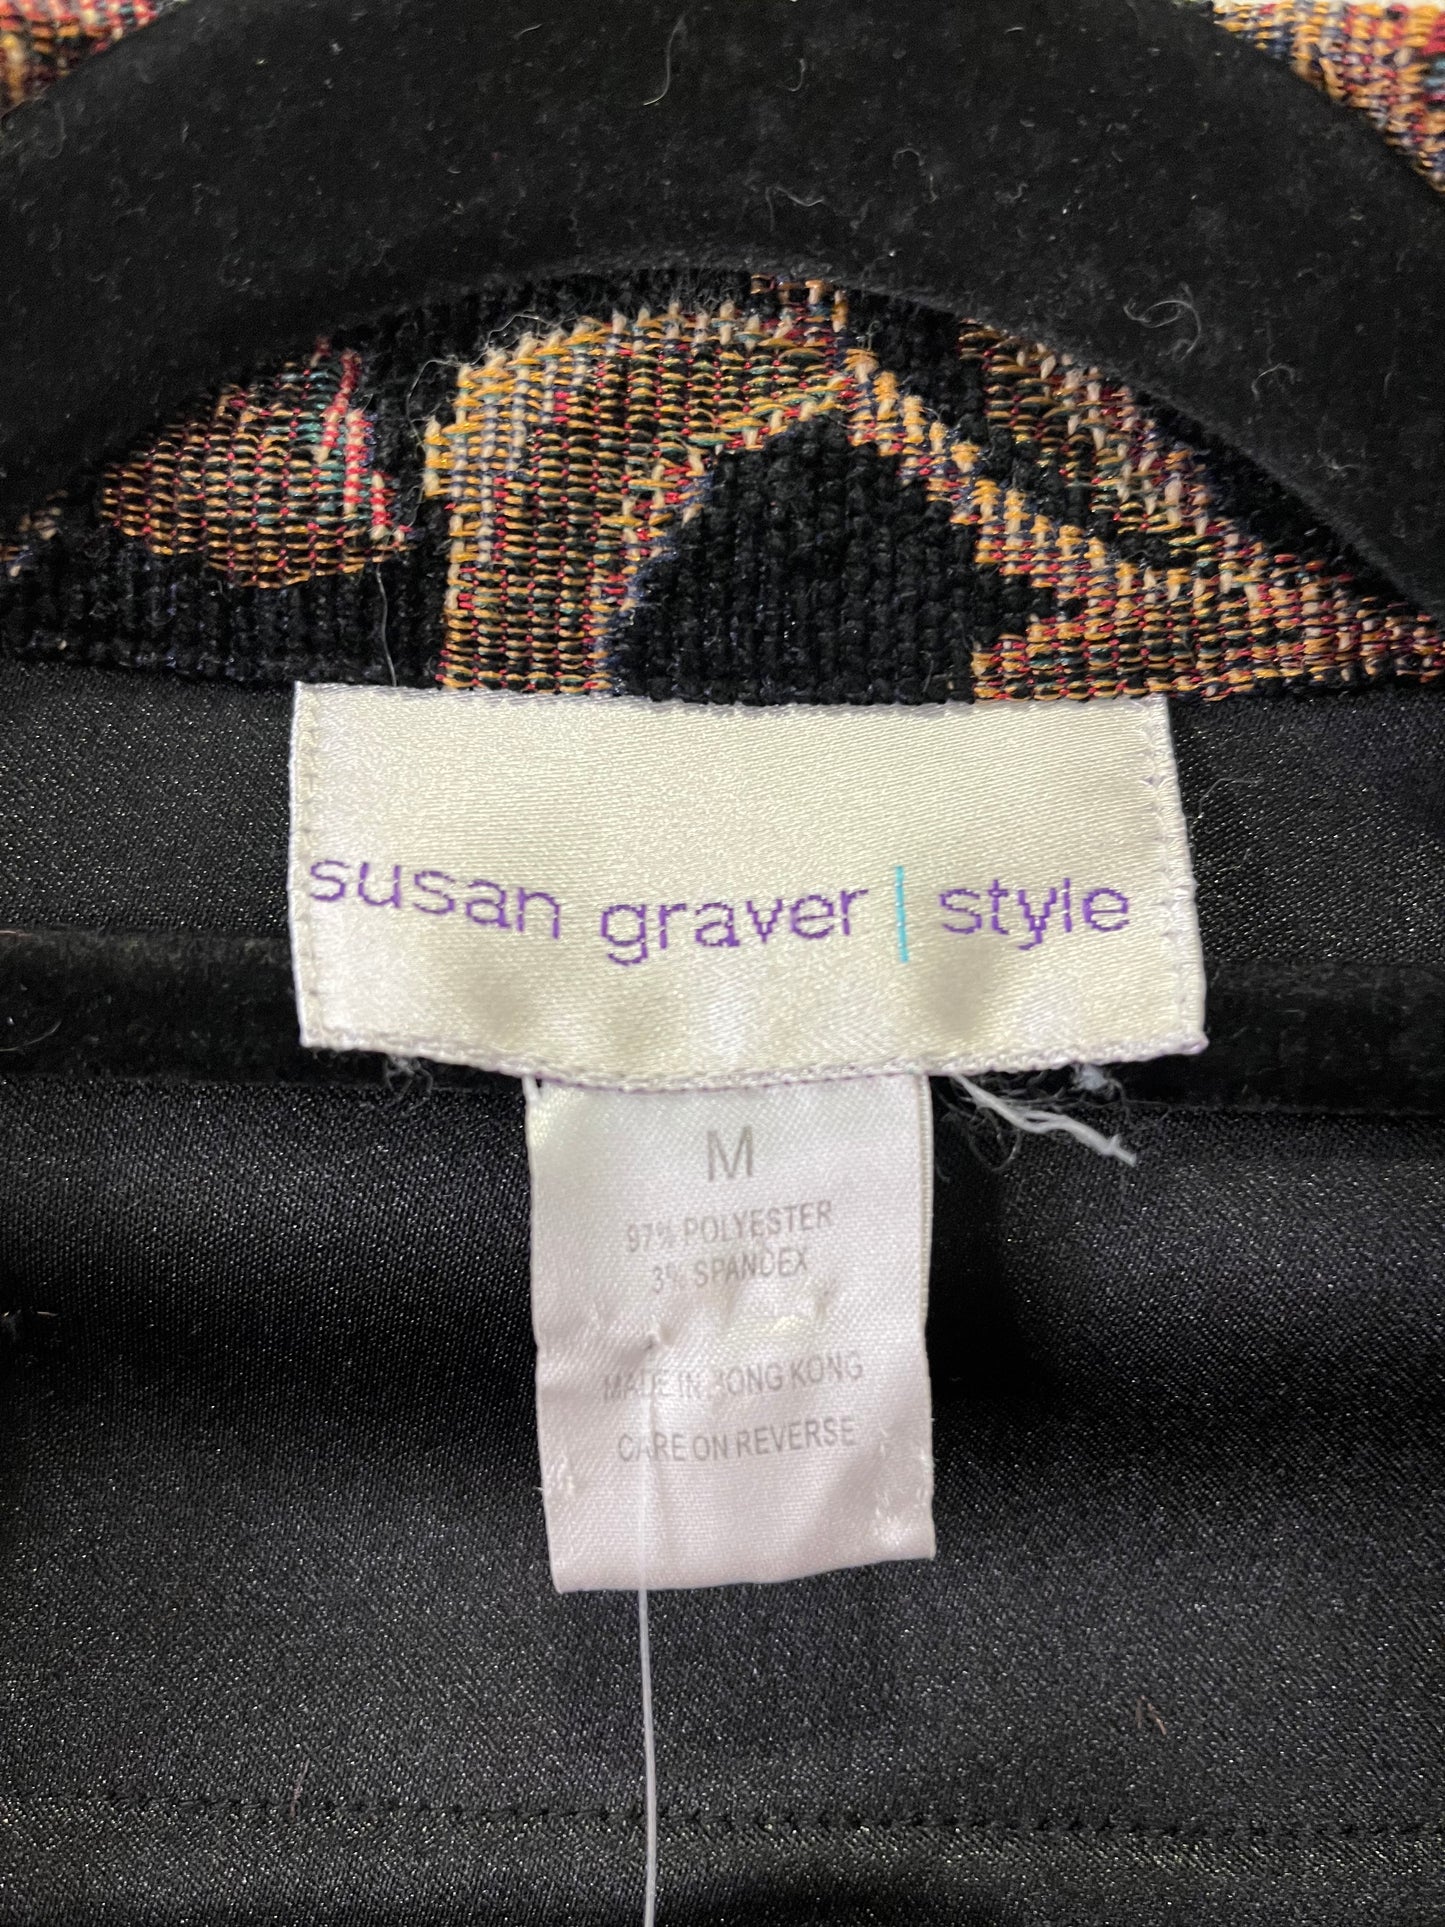 susan graver | style
M
97% POLYESTER
3% SPANDEX
MADE IN HONG KONG
CARE ON REVERSE